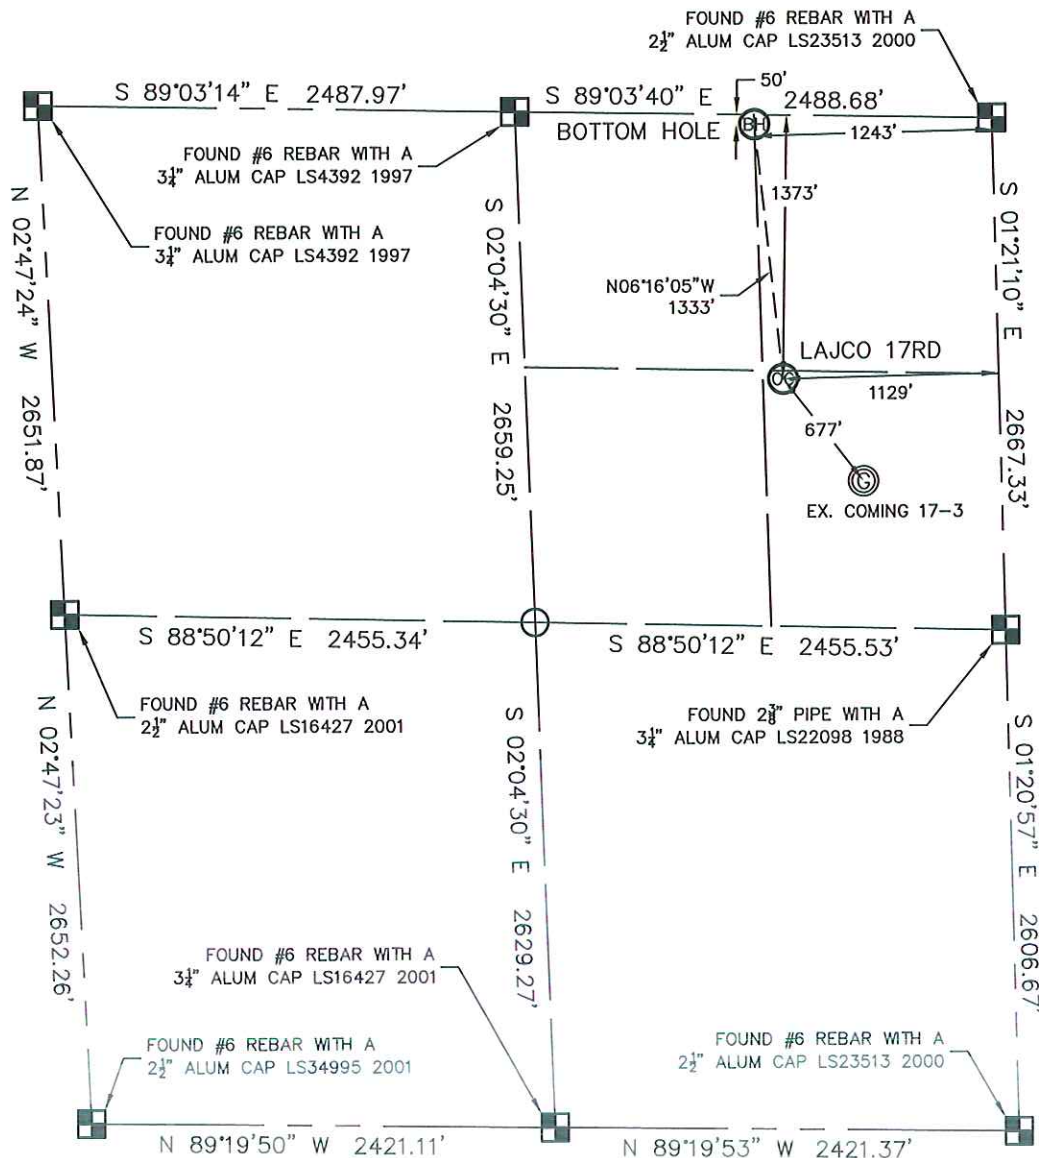 FOUND #6 REBAR WITH A
2½" ALUM CAP LS23513 2000
S 89°03'14" E 2487.97'
S 89°03'40" E 2488.68'
50'
BOTTOM HOLE
BH
1243'
FOUND #6 REBAR WITH A
3¼" ALUM CAP LS4392 1997
FOUND #6 REBAR WITH A
3¼" ALUM CAP LS4392 1997
1373'
N 02°47'24" W 2651.87'
S 02°04'30" E 2659.25'
S 01°21'10" E 2667.33'
N06°16'05"W
1333'
LAJCO 17RD
OG
1129'
677'
G
EX. COMING 17-3
S 88°50'12" E 2455.34'
S 88°50'12" E 2455.53'
FOUND #6 REBAR WITH A
2½" ALUM CAP LS16427 2001
FOUND 2⅜" PIPE WITH A
3¼" ALUM CAP LS22098 1988
N 02°47'23" W 2652.26'
S 02°04'30" E 2629.27'
S 01°20'57" E 2606.67'
FOUND #6 REBAR WITH A
3¼" ALUM CAP LS16427 2001
FOUND #6 REBAR WITH A
2½" ALUM CAP LS34995 2001
FOUND #6 REBAR WITH A
2½" ALUM CAP LS23513 2000
N 89°19'50" W 2421.11'
N 89°19'53" W 2421.37'